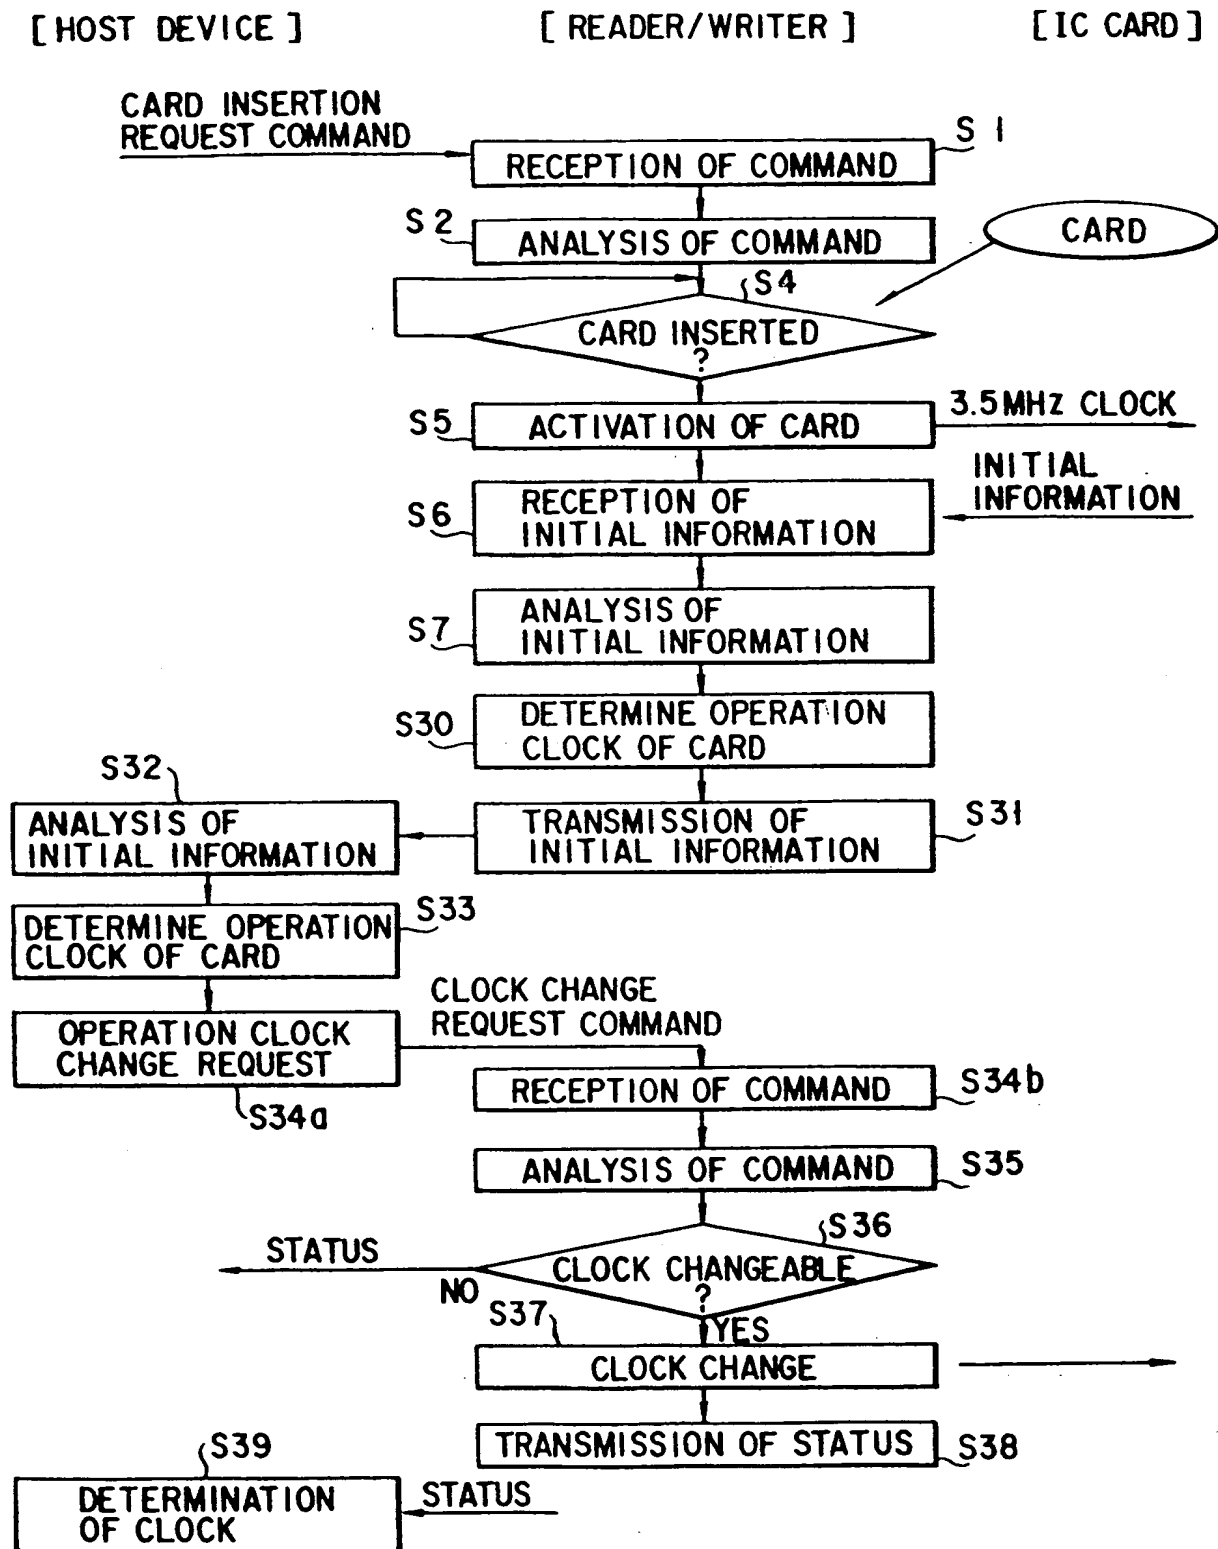 [HOST DEVICE]
[READER/WRITER]
[IC CARD]
CARD INSERTION
REQUEST COMMAND
S1
RECEPTION OF COMMAND
S2
ANALYSIS OF COMMAND
CARD
S4
CARD INSERTED
?
S5
ACTIVATION OF CARD
3.5MHz CLOCK
S6
RECEPTION OF
INITIAL INFORMATION
INITIAL
INFORMATION
S7
ANALYSIS OF
INITIAL INFORMATION
S30
DETERMINE OPERATION
CLOCK OF CARD
S31
TRANSMISSION OF
INITIAL INFORMATION
S32
ANALYSIS OF
INITIAL INFORMATION
S33
DETERMINE OPERATION
CLOCK OF CARD
OPERATION CLOCK
CHANGE REQUEST
S34a
CLOCK CHANGE
REQUEST COMMAND
RECEPTION OF COMMAND
S34b
ANALYSIS OF COMMAND
S35
S36
CLOCK CHANGEABLE
?
STATUS
NO
YES
S37
CLOCK CHANGE
TRANSMISSION OF STATUS
S38
S39
DETERMINATION
OF CLOCK
STATUS